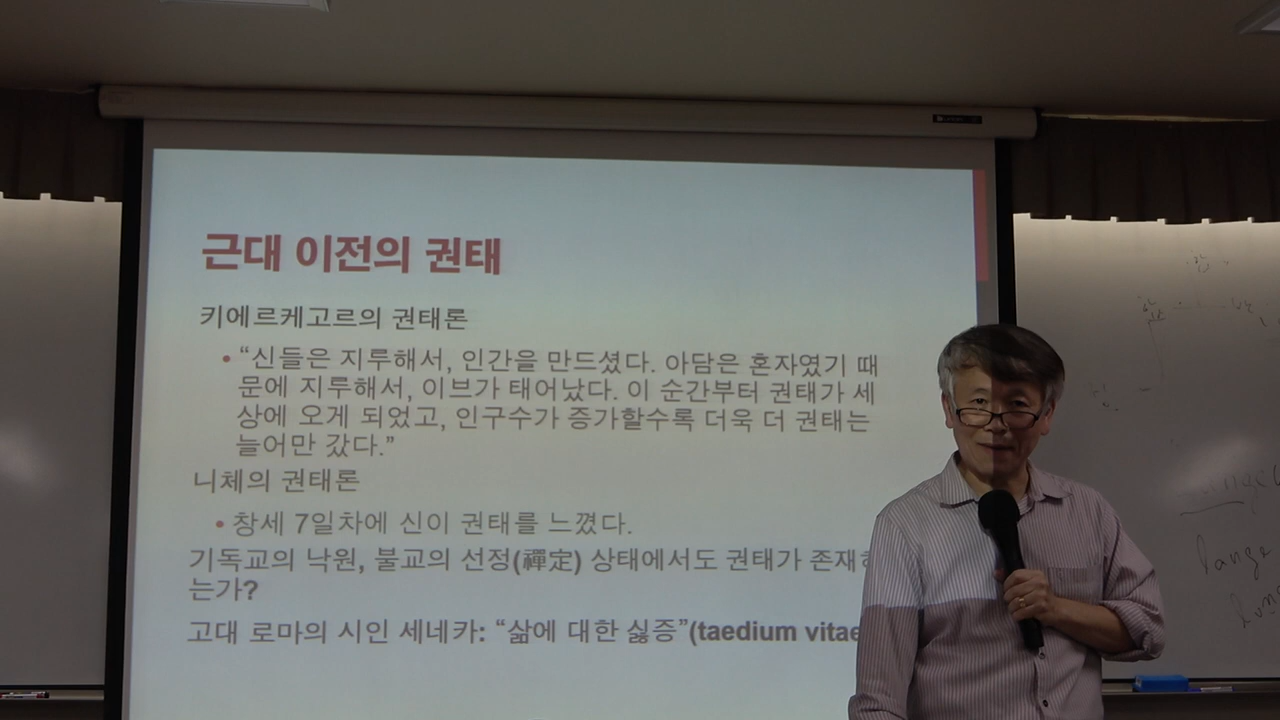 근대 이전의 권태
키에르케고르의 권태론
• “신들은 지루해서, 인간을 만드셨다. 아담은 혼자였기 때
문에 지루해서, 이브가 태어났다. 이 순간부터 권태가 세
상에 오게 되었고, 인구수가 증가할수록 더욱 더 권태는
늘어만 갔다.”
니체의 권태론
• 창세 7일차에 신이 권태를 느꼈다.
기독교의 낙원, 불교의 선정(禪定) 상태에서도 권태가 존재하
는가?
고대 로마의 시인 세네카: “삶에 대한 싫증”(taedium vitae
lange